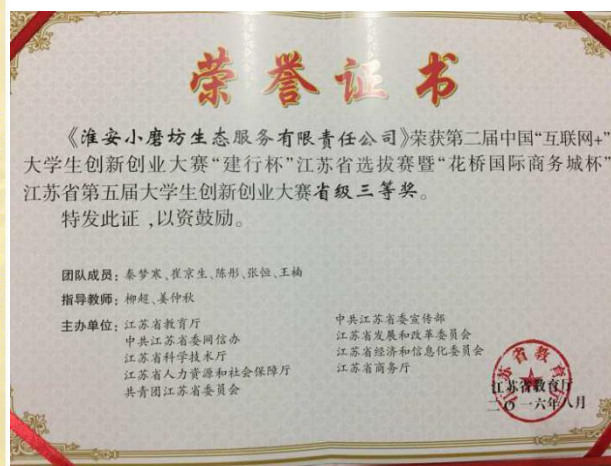 荣誉证书
《淮安小磨坊生态服务有限责任公司》荣获第二届中国“互联网+”
大学生创新创业大赛“建行杯”江苏省选拔赛暨“花桥国际商务城杯”
江苏省第五届大学生创新创业大赛省级三等奖。
特发此证,以资鼓励。
团队成员：秦梦寒、崔京生、陈彤、张恒、王楠
指导教师：柳超、姜仲秋
主办单位：江苏省教育厅
中共江苏省委网信办
江苏省科学技术厅
江苏省人力资源和社会保障厅
共青团江苏省委员会
中共江苏省委宣传部
江苏省发展和改革委员会
江苏省经济和信息化委员会
江苏省商务厅
江苏省教育厅
江苏省教育厅
二〇一六年八月